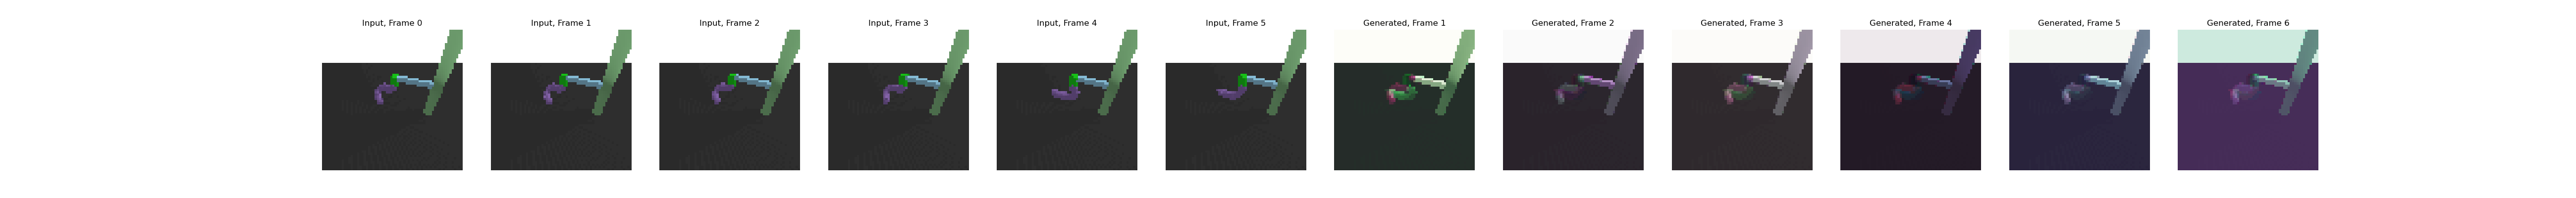 Input, Frame 0
Input, Frame 1
Input, Frame 2
Input, Frame 3
Input, Frame 4
Input, Frame 5
Generated, Frame 1
Generated, Frame 2
Generated, Frame 3
Generated, Frame 4
Generated, Frame 5
Generated, Frame 6